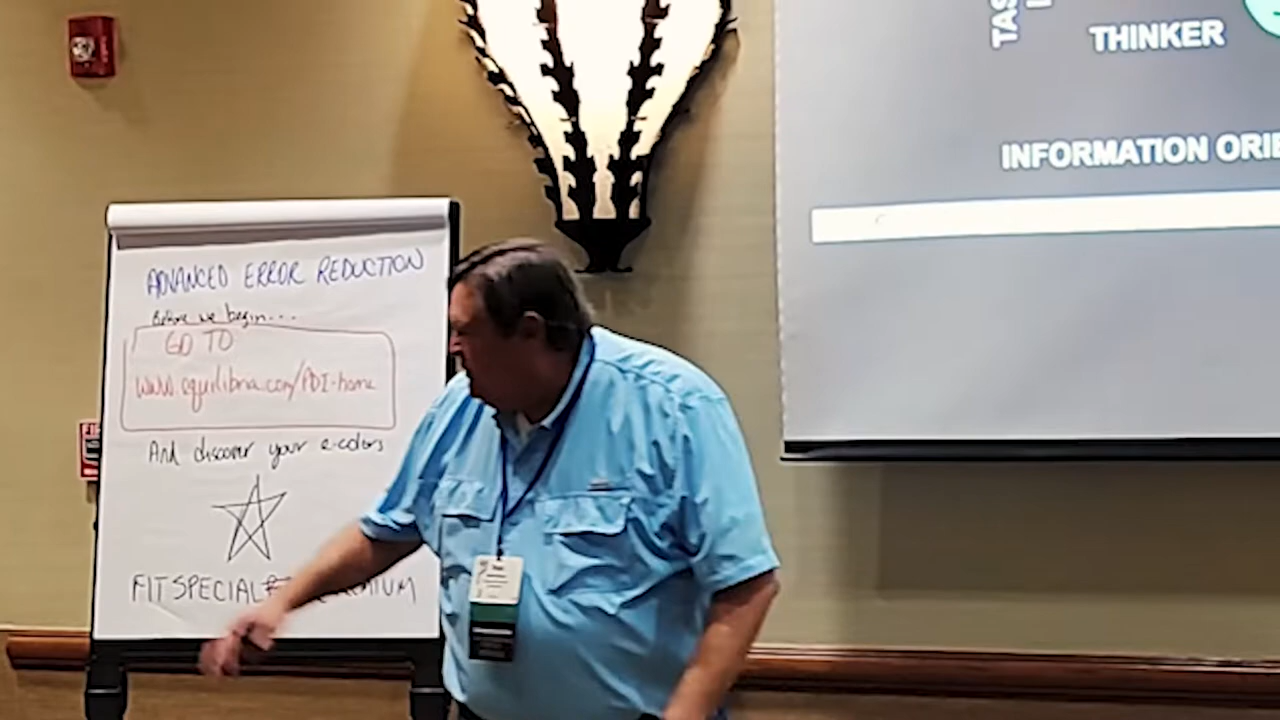 ADVANCED ERROR REDUCTION
Before we begin...
GO TO
www.equilibria.com/PDI-home
And discover your e-colors
FITSPECIAL
TAS
THINKER
INFORMATION ORIE